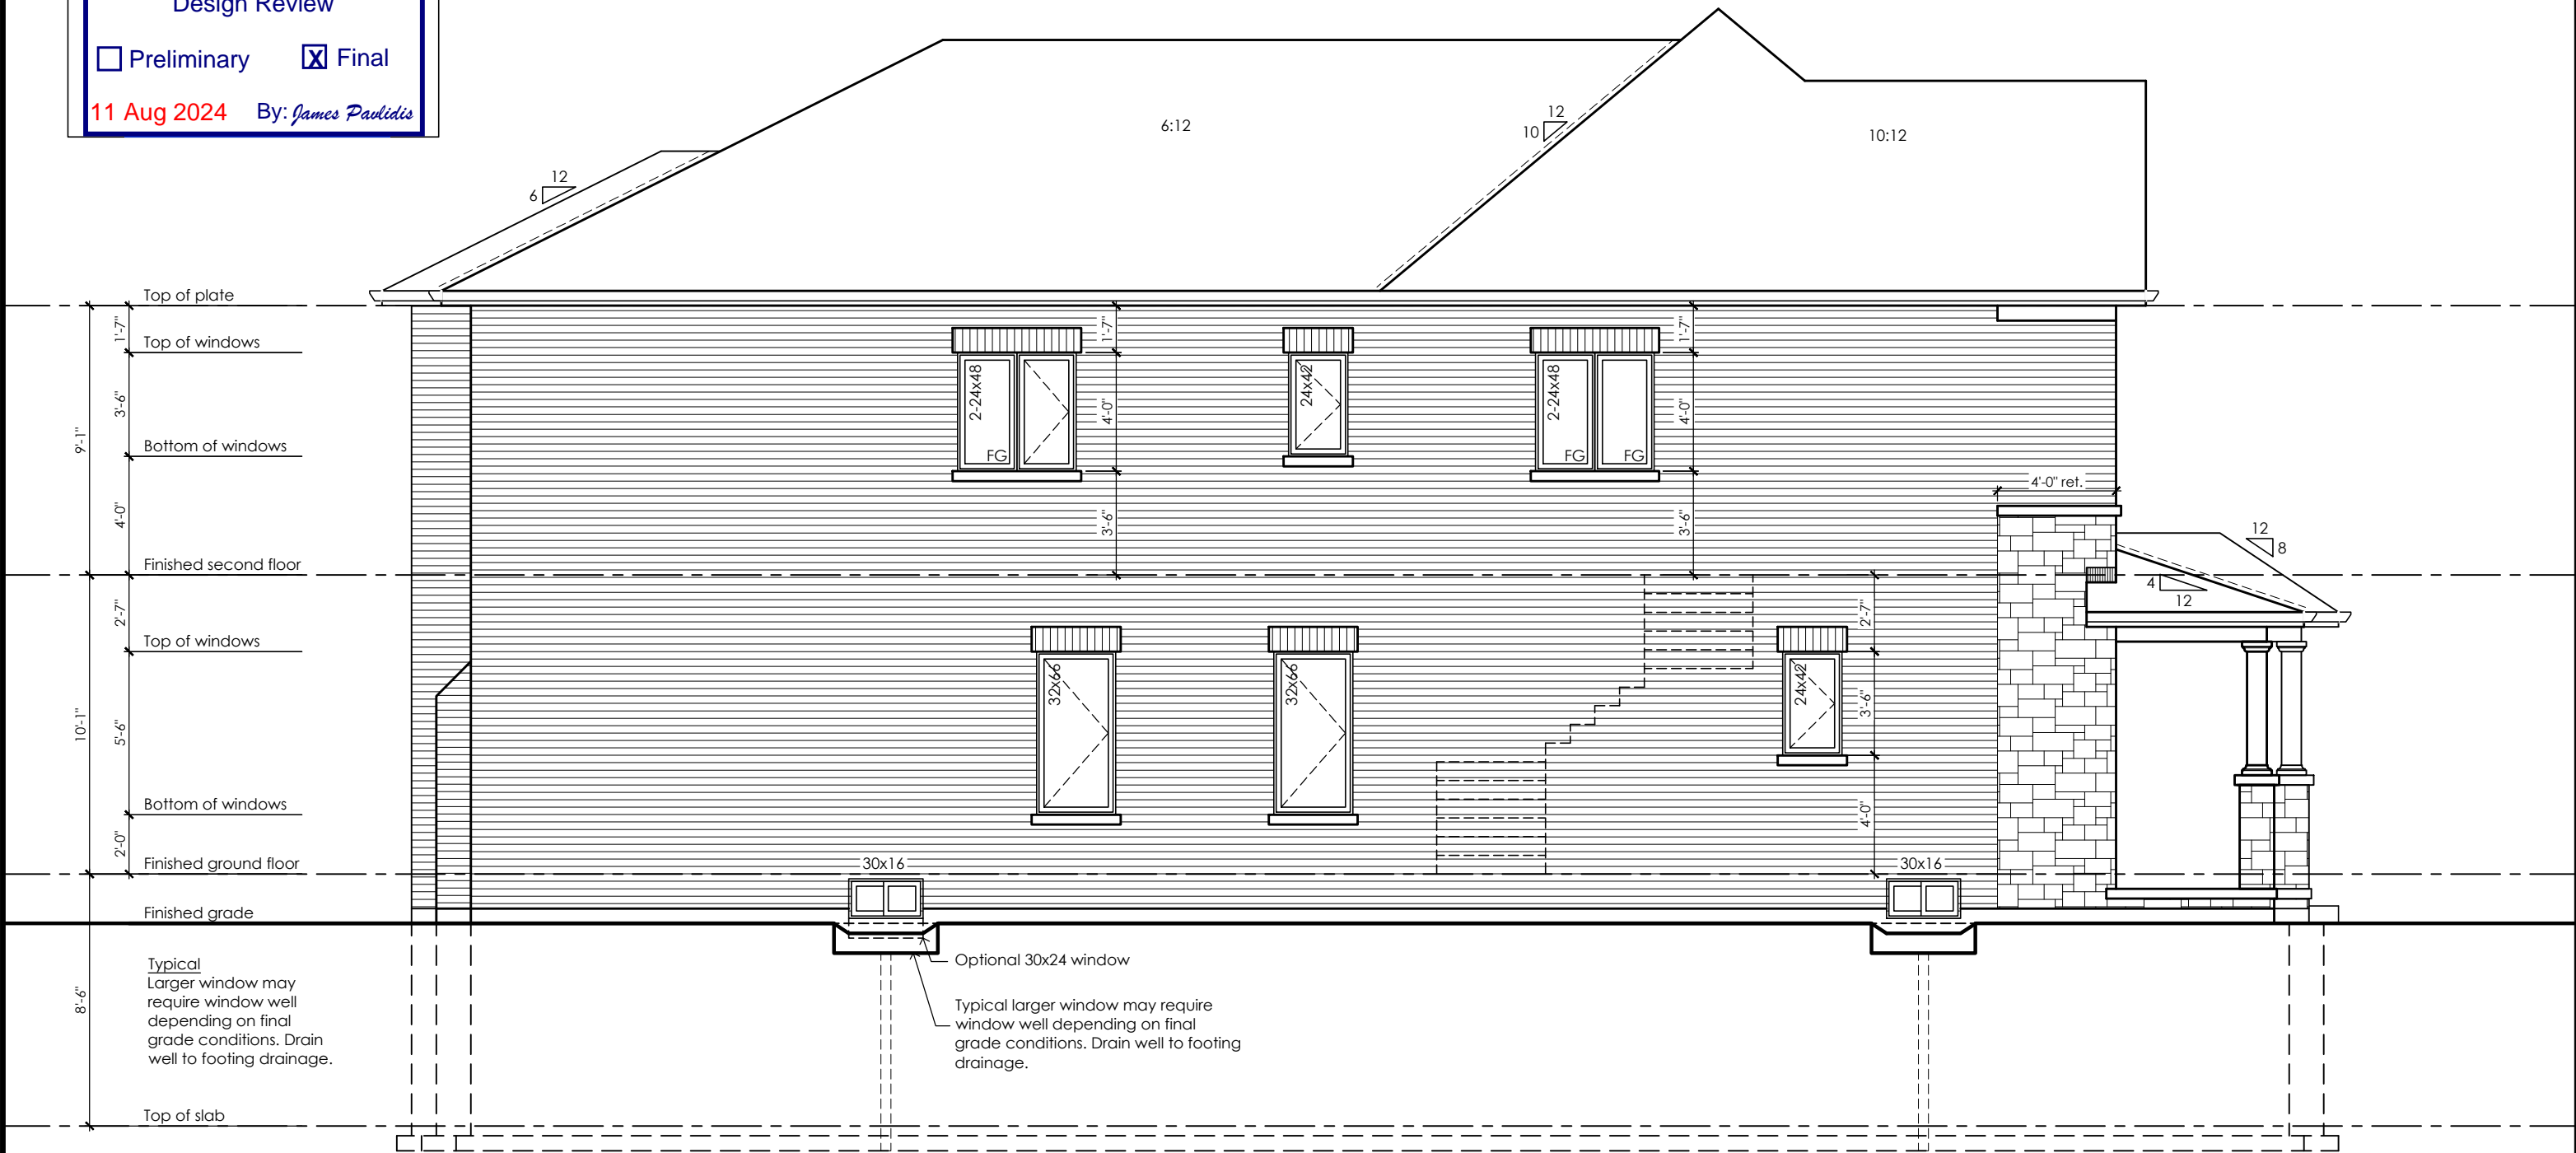 Design Review
Preliminary
X Final
11 Aug 2024 By: James Pavlidis
12
6
6:12
12
10
10:12
Top of plate
1'-7"
Top of windows
3'-6"
9'-1"
Bottom of windows
4'-0"
Finished second floor
2'-7"
Top of windows
5'-6"
10'-1"
Bottom of windows
2'-0"
Finished ground floor
Finished grade
8'-6"
Top of slab
2-24x48
FG
1'-7"
4'-0"
3'-6"
24x42
2-24x48
FG FG
1'-7"
4'-0"
3'-6"
4'-0" ret.
12
8
4
12
32x66
32x66
24x42
2'-7"
3'-6"
4'-0"
30x16
30x16
Typical
Larger window may
require window well
depending on final
grade conditions. Drain
well to footing drainage.
Optional 30x24 window
Typical larger window may require
window well depending on final
grade conditions. Drain well to footing
drainage.